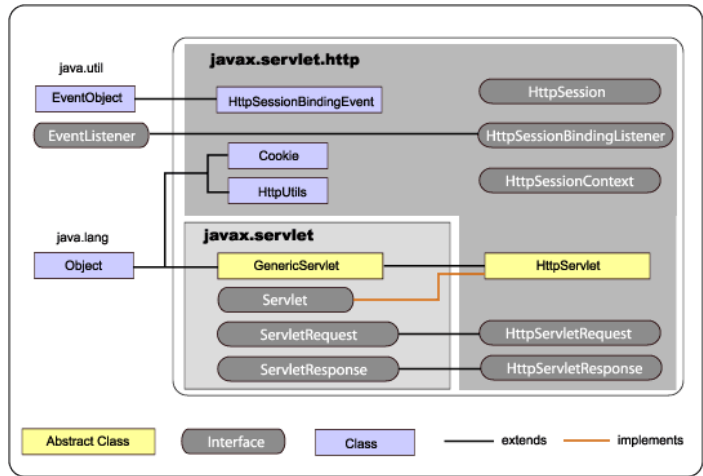 javax.servlet.http
java.util
EventObject
HttpSessionBindingEvent
HttpSession
EventListener
HttpSessionBindingListener
Cookie
HttpUtils
HttpSessionContext
java.lang
javax.servlet
Object
GenericServlet
HttpServlet
Servlet
ServletRequest
HttpServletRequest
ServletResponse
HttpServletResponse
Abstract Class
Interface
Class
extends
implements